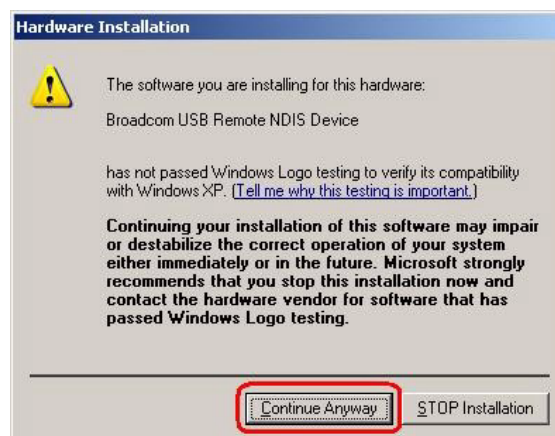 Hardware Installation
The software you are installing for this hardware:
Broadcom USB Remote NDIS Device
has not passed Windows Logo testing to verify its compatibility
with Windows XP. (Tell me why this testing is important.)
Continuing your installation of this software may impair
or destabilize the correct operation of your system
either immediately or in the future. Microsoft strongly
recommends that you stop this installation now and
contact the hardware vendor for software that has
passed Windows Logo testing.
Continue Anyway
STOP Installation